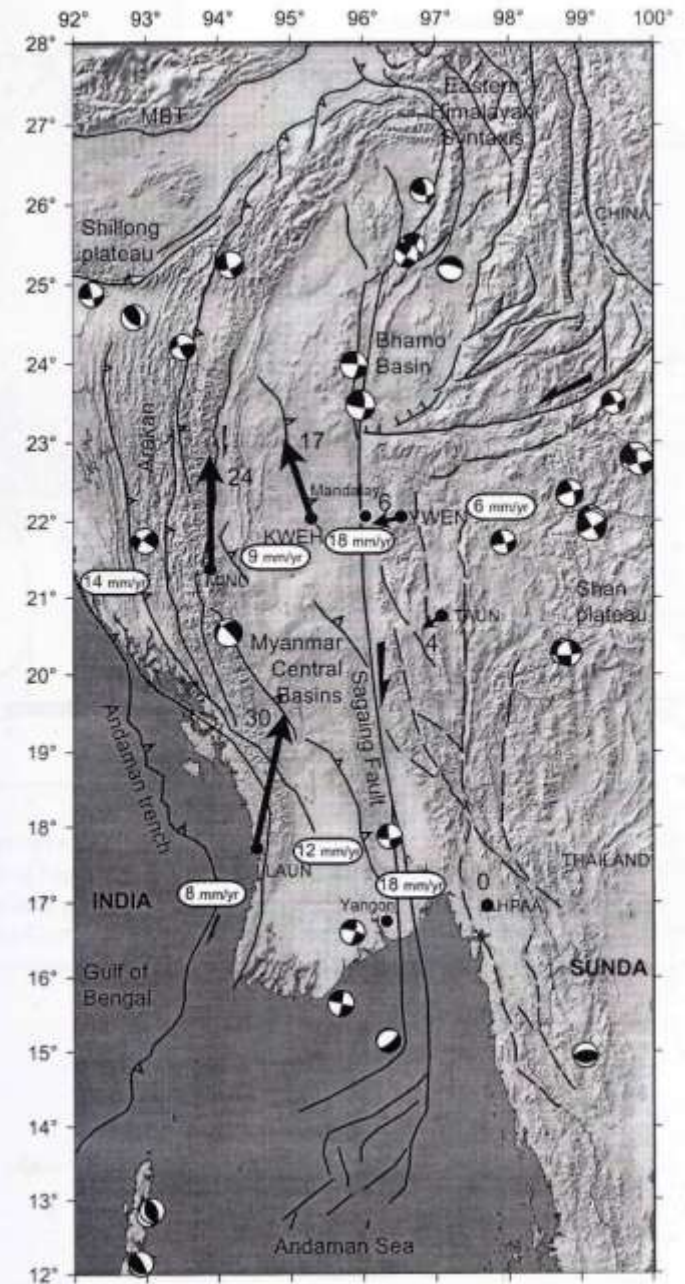 92° 93° 94° 95° 96° 97° 98° 99° 100°
28°
Eastern
MBT
Himalayan
27°
Syntaxis
26°
Shillong
plateau
CHINA
25°
Bhamo
Basin
24°
Arakan
23°
17
24
Mandalay
6
YWEN
6 mm/yr
22°
KWEH
18 mm/yr
9 mm/yr
14 mm/yr
Shan
plateau
21°
TAUN
4
Myanmar
Central
Basins
20°
30
Sagaing Fault
19°
Andaman trench
18°
12 mm/yr
LAUN
THAILAND
INDIA
8 mm/yr
18 mm/yr
0
17°
Yangon
HPAA
SUNDA
Gulf of
Bengal
16°
15°
14°
13°
Andaman Sea
12°